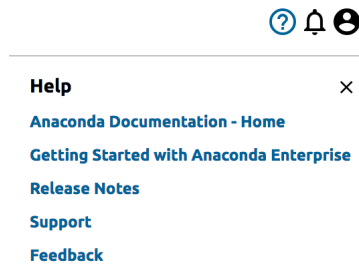 Help
Anaconda Documentation - Home
Getting Started with Anaconda Enterprise
Release Notes
Support
Feedback